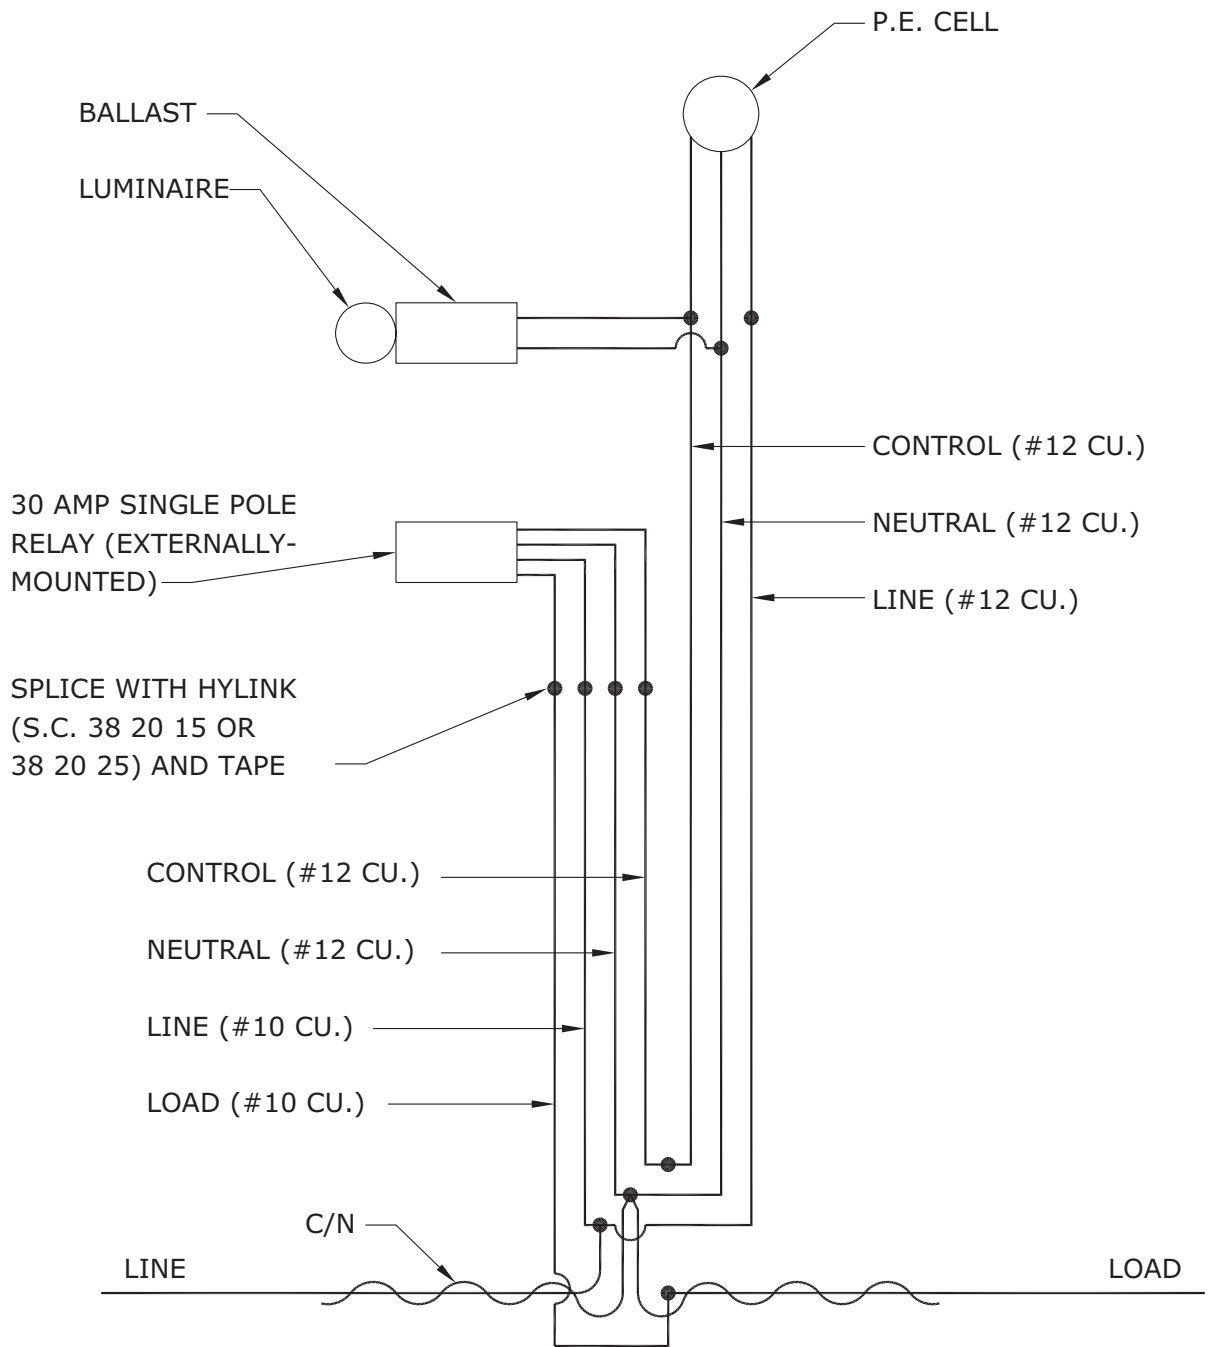 P.E. CELL
BALLAST
LUMINAIRE
CONTROL (#12 CU.)
30 AMP SINGLE POLE
RELAY (EXTERNALLY-
MOUNTED)
NEUTRAL (#12 CU.)
LINE (#12 CU.)
SPLICE WITH HYLINK
(S.C. 38 20 15 OR
38 20 25) AND TAPE
CONTROL (#12 CU.)
NEUTRAL (#12 CU.)
LINE (#10 CU.)
LOAD (#10 CU.)
C/N
LINE
LOAD